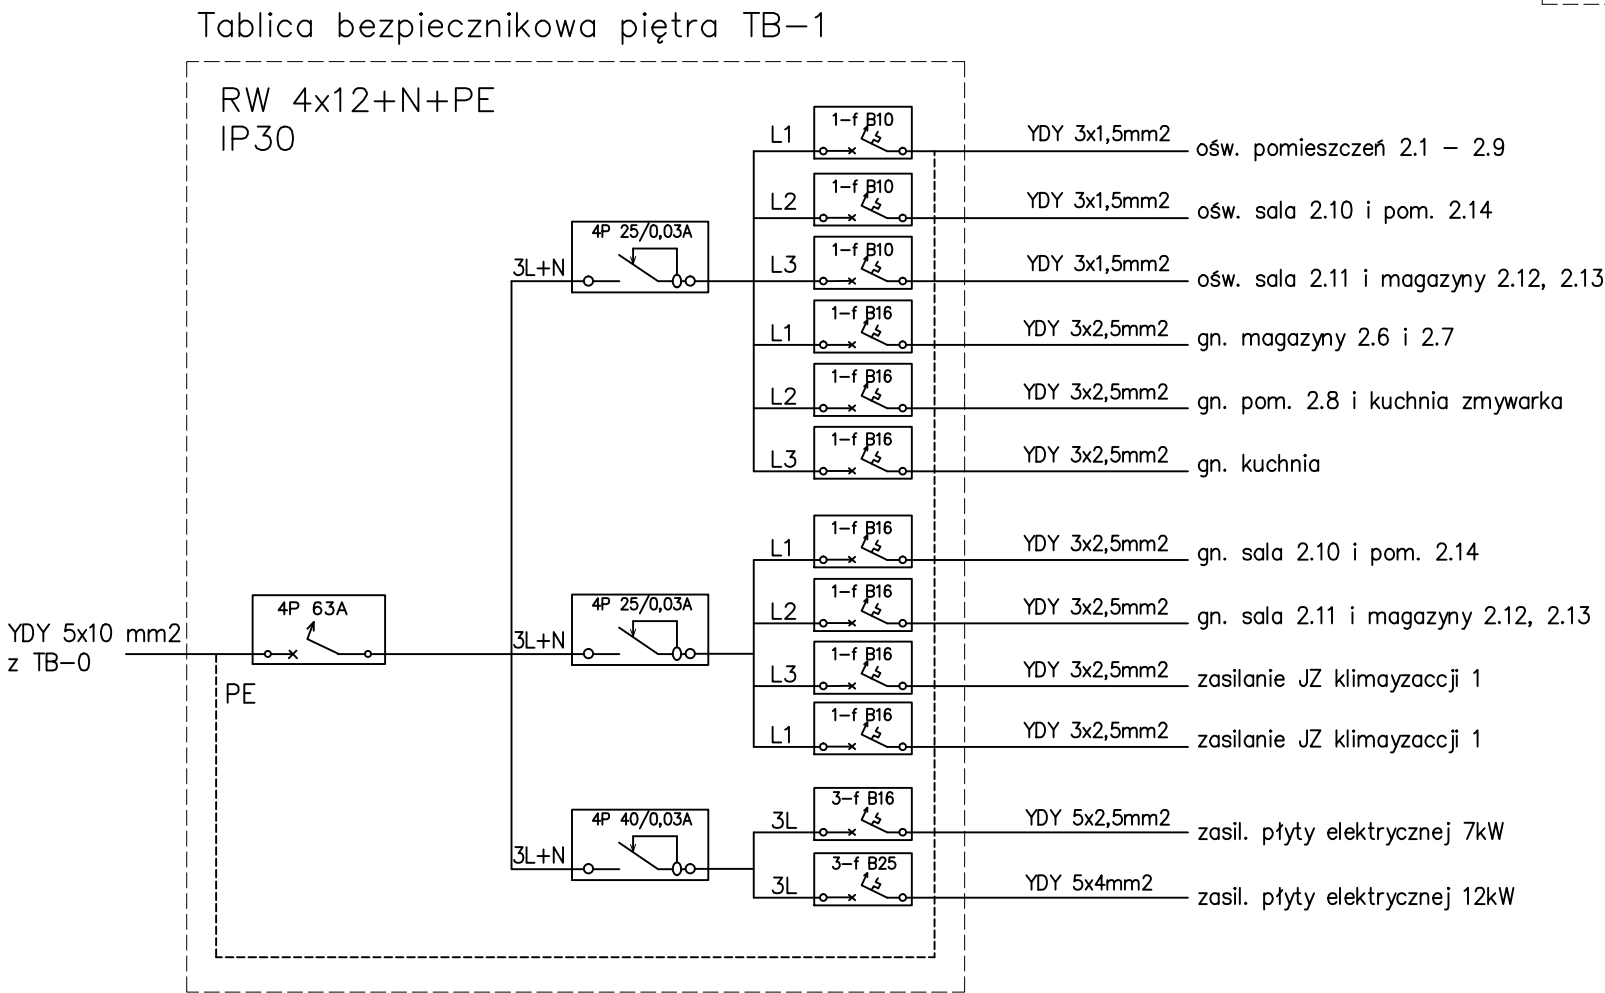 Tablica bezpiecznikowa piętra TB-1
RW 4x12+N+PE
IP30
L1
1-f B10
YDY 3x1,5mm2
ośw. pomieszczeń 2.1 - 2.9
L2
1-f B10
YDY 3x1,5mm2
ośw. sala 2.10 i pom. 2.14
3L+N
4P 25/0,03A
L3
1-f B10
YDY 3x1,5mm2
ośw. sala 2.11 i magazyny 2.12, 2.13
L1
1-f B16
YDY 3x2,5mm2
gn. magazyny 2.6 i 2.7
L2
1-f B16
YDY 3x2,5mm2
gn. pom. 2.8 i kuchnia zmywarka
L3
1-f B16
YDY 3x2,5mm2
gn. kuchnia
L1
1-f B16
YDY 3x2,5mm2
gn. sala 2.10 i pom. 2.14
YDY 5x10 mm2
z TB-0
4P 63A
PE
3L+N
4P 25/0,03A
L2
1-f B16
YDY 3x2,5mm2
gn. sala 2.11 i magazyny 2.12, 2.13
L3
1-f B16
YDY 3x2,5mm2
zasilanie JZ klimayzaccji 1
L1
1-f B16
YDY 3x2,5mm2
zasilanie JZ klimayzaccji 1
3L+N
4P 40/0,03A
3L
3-f B16
YDY 5x2,5mm2
zasil. płyty elektrycznej 7kW
3L
3-f B25
YDY 5x4mm2
zasil. płyty elektrycznej 12kW